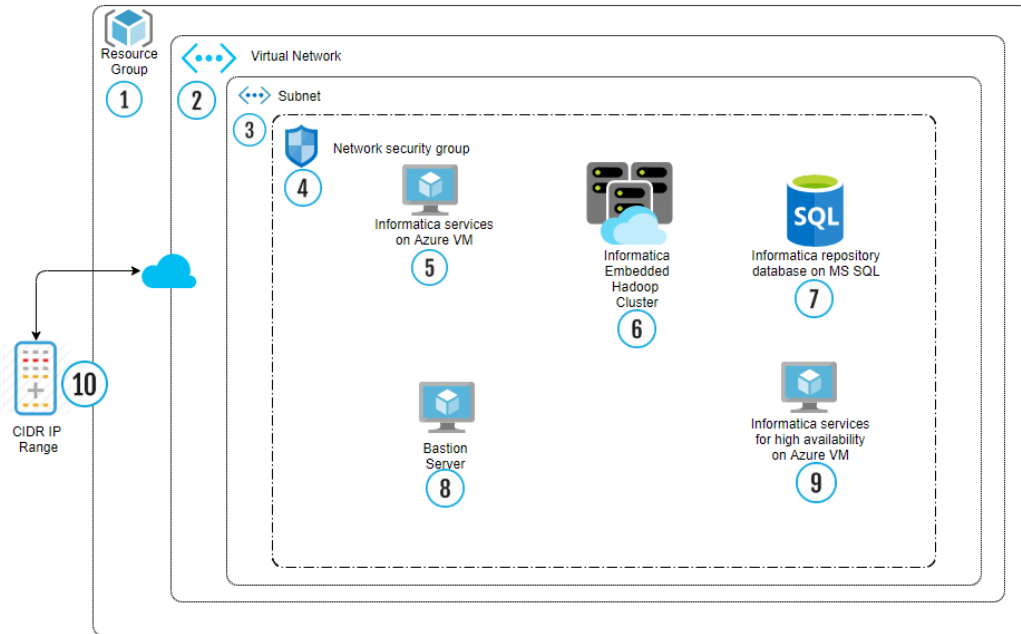 Resource
Group
1
2
Virtual Network
3
Subnet
4
Network security group
Informatica services
on Azure VM
5
Informatica
Embedded
Hadoop
Cluster
6
SQL
Informatica repository
database on MS SQL
7
Bastion
Server
8
Informatica services
for high availability
on Azure VM
9
10
CIDR IP
Range